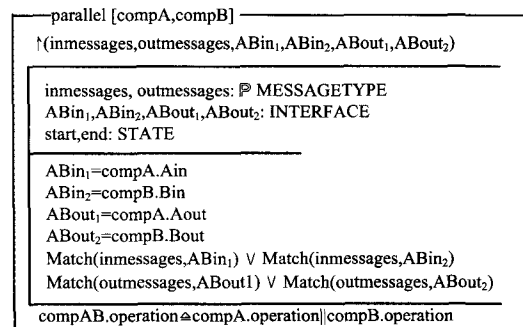 parallel [compA,compB]
↾(inmessages,outmessages,ABin₁,ABin₂,ABout₁,ABout₂)
inmessages, outmessages: ℙ MESSAGETYPE
ABin₁,ABin₂,ABout₁,ABout₂: INTERFACE
start,end: STATE
ABin₁=compA.Ain
ABin₂=compB.Bin
ABout₁=compA.Aout
ABout₂=compB.Bout
Match(inmessages,ABin₁) ∨ Match(inmessages,ABin₂)
Match(outmessages,ABout1) ∨ Match(outmessages,ABout₂)
compAB.operation≙compA.operation||compB.operation